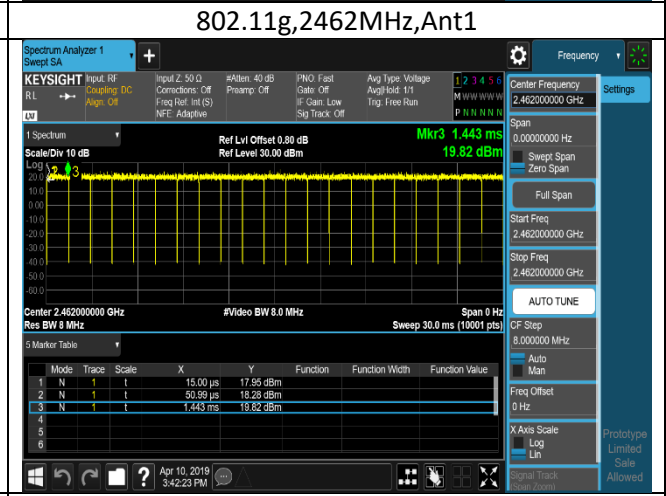 802.11g,2462MHz,Ant1
Spectrum Analyzer 1
Swept SA
+
Frequency
KEYSIGHT Input: RF
Input Z: 50 Ω
#Atten: 40 dB
PNO: Fast
Avg Type: Voltage
1 2 3 4 5 6
RL
Coupling: DC
Corrections: Off
Preamp: Off
Gate: Off
Avg|Hold: 1/1
M W W W W W
Align: Off
Freq Ref: Int (S)
IF Gain: Low
Trig: Free Run
NFE: Adaptive
Sig Track: Off
P N N N N N
LXI
1 Spectrum
Scale/Div 10 dB
Ref Lvl Offset 0.80 dB
Ref Level 30.00 dBm
Mkr3 1.443 ms
19.82 dBm
Log
2 3
20.0
10.0
0.00
-10.0
-20.0
-30.0
-40.0
-50.0
-60.0
Center 2.462000000 GHz
#Video BW 8.0 MHz
Span 0 Hz
Res BW 8 MHz
Sweep 30.0 ms (10001 pts)
5 Marker Table
Mode Trace Scale X Y Function Function Width Function Value
1 N 1 t 15.00 µs 17.95 dBm
2 N 1 t 50.99 µs 18.28 dBm
3 N 1 t 1.443 ms 19.82 dBm
4
5
6
?
Apr 10, 2019
3:42:23 PM
Center Frequency
2.462000000 GHz
Settings
Span
0.00000000 Hz
Swept Span
Zero Span
Full Span
Start Freq
2.462000000 GHz
Stop Freq
2.462000000 GHz
AUTO TUNE
CF Step
8.000000 MHz
Auto
Man
Freq Offset
0 Hz
X Axis Scale
Log
Lin
Signal Track
(Span Zoom)
Prototype
Limited
Sale
Allowed